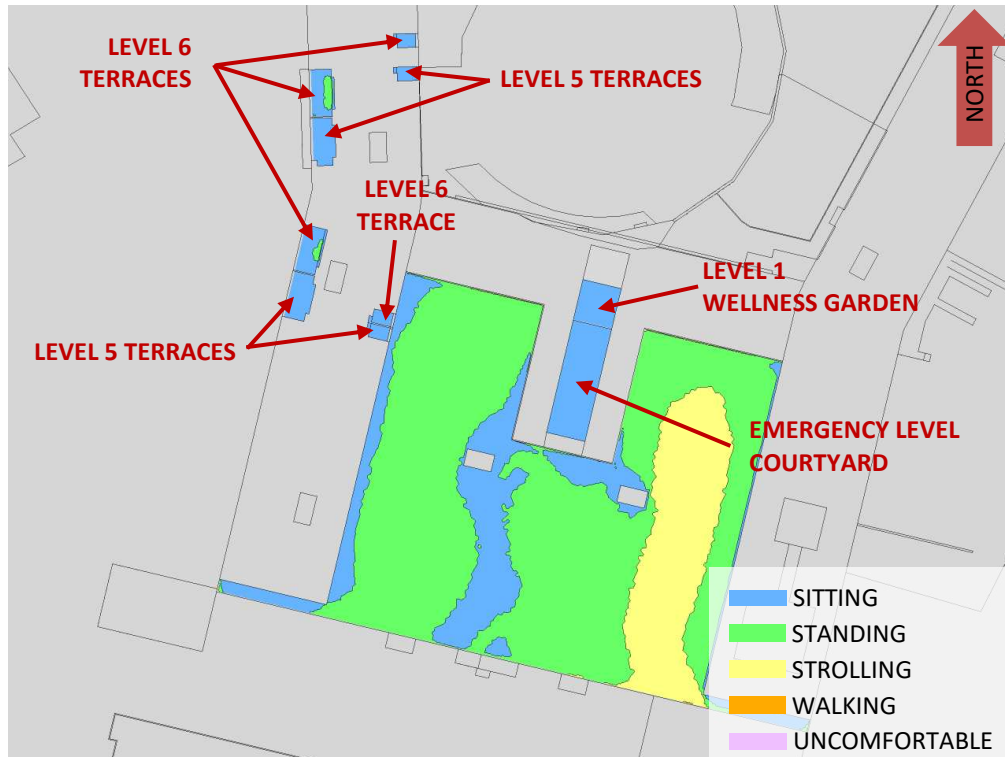 LEVEL 6
TERRACES
LEVEL 5 TERRACES
NORTH
LEVEL 6
TERRACE
LEVEL 1
WELLNESS GARDEN
LEVEL 5 TERRACES
EMERGENCY LEVEL
COURTYARD
SITTING
STANDING
STROLLING
WALKING
UNCOMFORTABLE